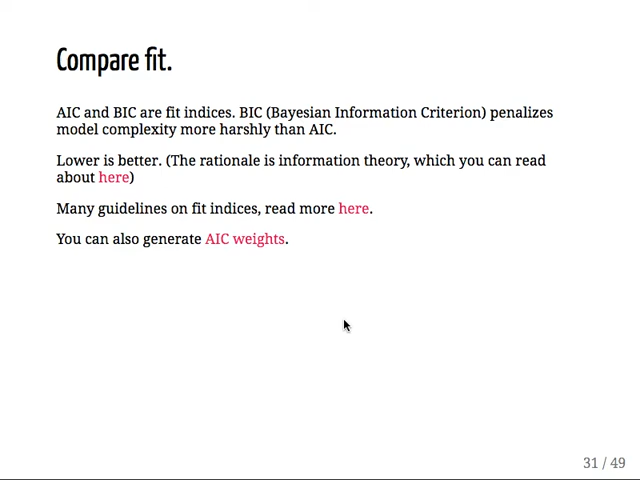 Compare fit.
AIC and BIC are fit indices. BIC (Bayesian Information Criterion) penalizes
model complexity more harshly than AIC.
Lower is better. (The rationale is information theory, which you can read
about here)
Many guidelines on fit indices, read more here.
You can also generate AIC weights.
31 / 49